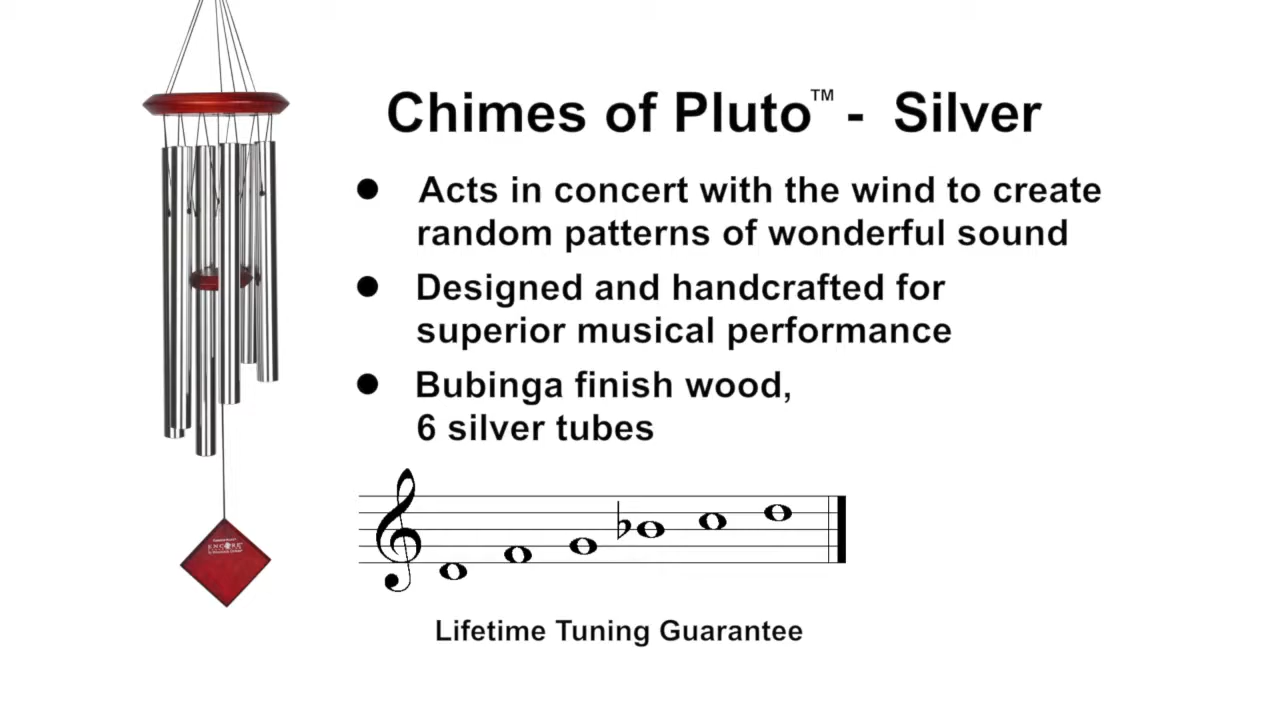 Chimes of Pluto™ - Silver
● Acts in concert with the wind to create
random patterns of wonderful sound
● Designed and handcrafted for
superior musical performance
● Bubinga finish wood,
6 silver tubes
ENCORE
Lifetime Tuning Guarantee